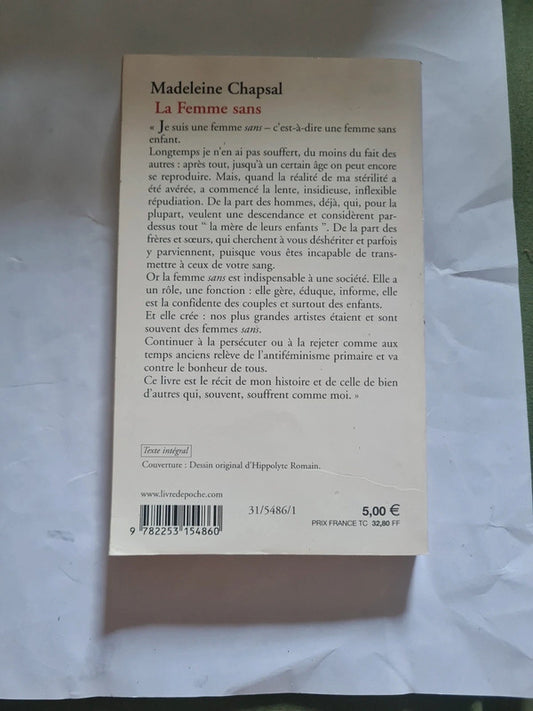 Madeleine Chapsal
La Femme sans
« Je suis une femme sans – c'est-à-dire une femme sans
enfant.
Longtemps je n'en ai pas souffert, du moins du fait des
autres : après tout, jusqu'à un certain âge on peut encore
se reproduire. Mais, quand la réalité de ma stérilité a
été avérée, a commencé la lente, insidieuse, inflexible
répudiation. De la part des hommes, déjà, qui, pour la
plupart, veulent une descendance et considèrent par-
dessus tout “ la mère de leurs enfants ”. De la part des
frères et sœurs, qui cherchent à vous déshériter et parfois
y parviennent, puisque vous êtes incapable de trans-
mettre à ceux de votre sang.
Or la femme sans est indispensable à une société. Elle a
un rôle, une fonction : elle gère, éduque, informe, elle
est la confidente des couples et surtout des enfants.
Et elle crée : nos plus grandes artistes étaient et sont
souvent des femmes sans.
Continuer à la persécuter ou à la rejeter comme aux
temps anciens relève de l'antiféminisme primaire et va
contre le bonheur de tous.
Ce livre est le récit de mon histoire et de celle de bien
d'autres qui, souvent, souffrent comme moi. »
Texte intégral
Couverture : Dessin original d'Hippolyte Romain.
www.livredepoche.com
31/5486/1
5,00 €
PRIX FRANCE TC 32,80 FF
9 782253 154860